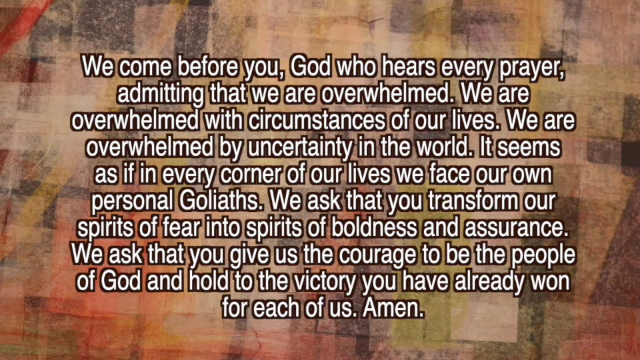 We come before you, God who hears every prayer,
admitting that we are overwhelmed. We are
overwhelmed with circumstances of our lives. We are
overwhelmed by uncertainty in the world. It seems
as if in every corner of our lives we face our own
personal Goliaths. We ask that you transform our
spirits of fear into spirits of boldness and assurance.
We ask that you give us the courage to be the people
of God and hold to the victory you have already won
for each of us. Amen.